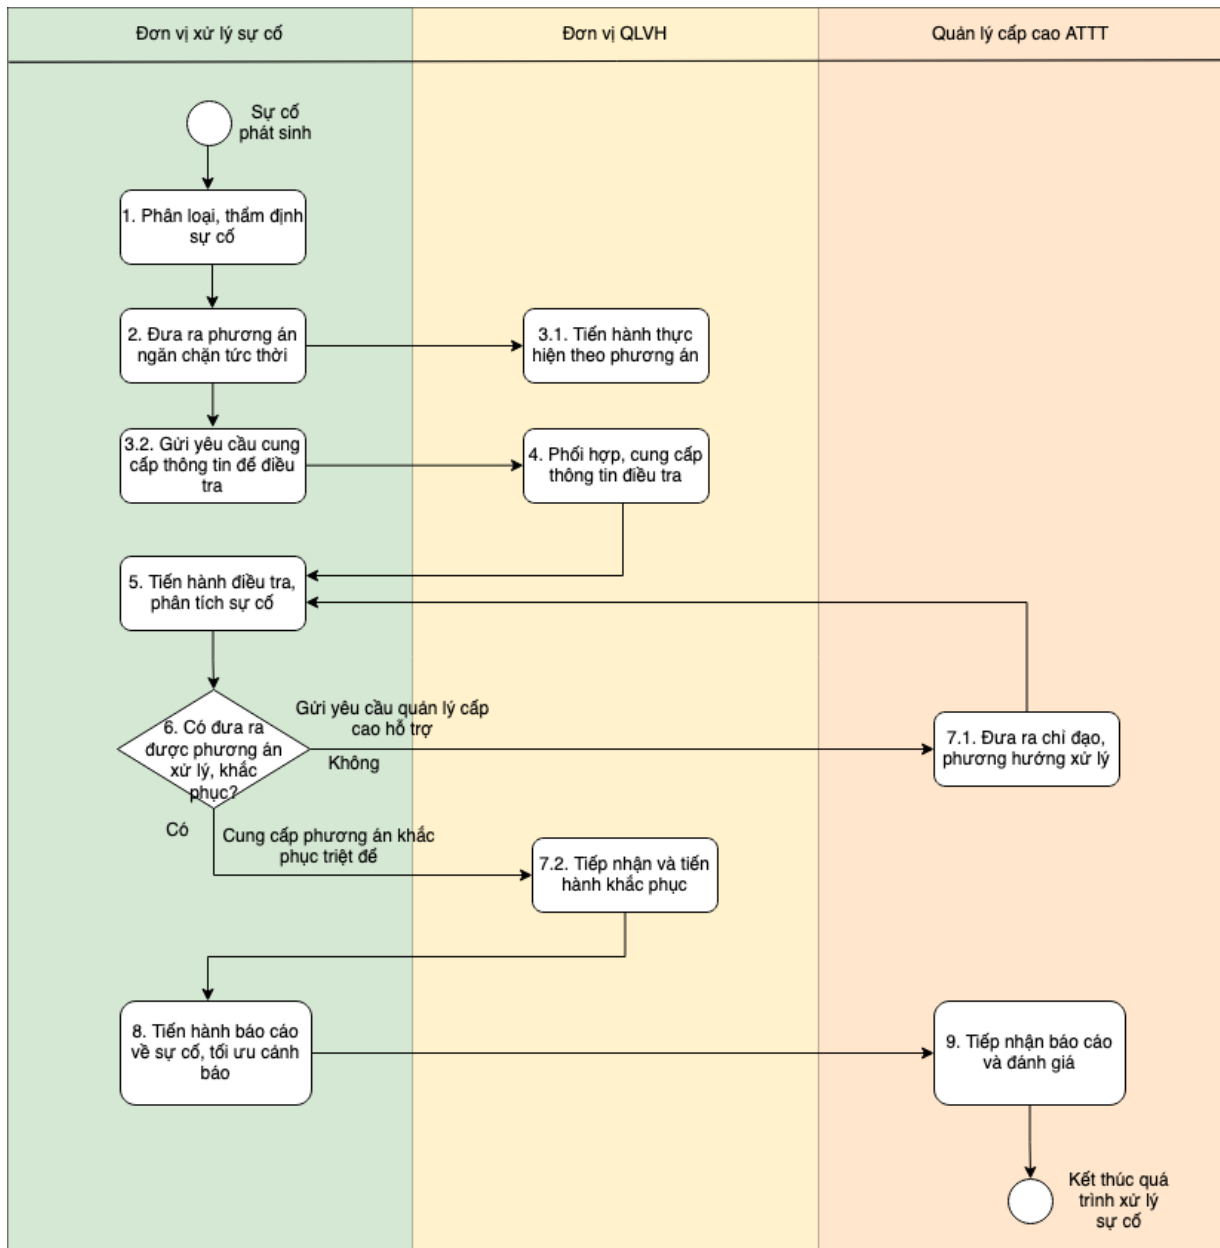 Đơn vị xử lý sự cố
Đơn vị QLVH
Quản lý cấp cao ATTT
Sự cố
phát sinh
1. Phân loại, thẩm định
sự cố
2. Đưa ra phương án
ngăn chặn tức thời
3.1. Tiến hành thực
hiện theo phương án
3.2. Gửi yêu cầu cung
cấp thông tin để điều
tra
4. Phối hợp, cung cấp
thông tin điều tra
5. Tiến hành điều tra,
phân tích sự cố
6. Có đưa ra
được phương án
xử lý, khắc
phục?
Gửi yêu cầu quản lý cấp
cao hỗ trợ
Không
7.1. Đưa ra chỉ đạo,
phương hướng xử lý
Có
Cung cấp phương án khắc
phục triệt để
7.2. Tiếp nhận và tiến
hành khắc phục
8. Tiến hành báo cáo
về sự cố, tối ưu cảnh
báo
9. Tiếp nhận báo cáo
và đánh giá
Kết thúc quá
trình xử lý
sự cố